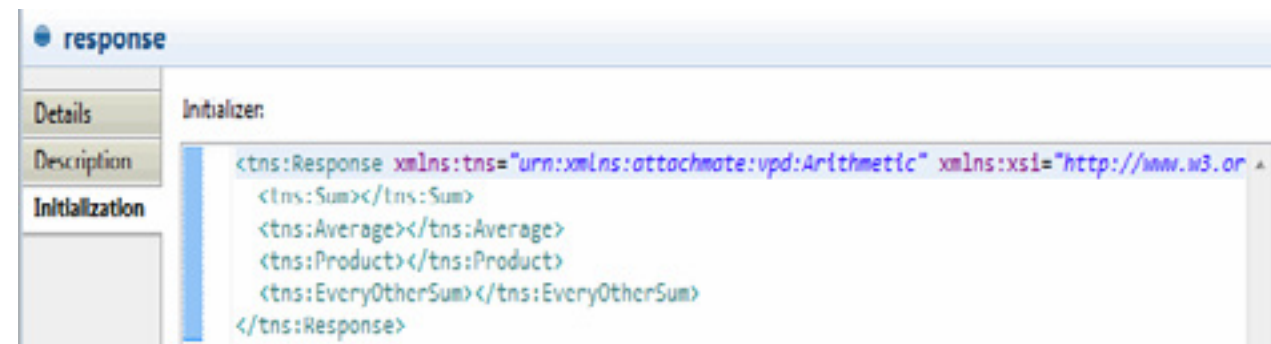 response
Details
Description
Initialization
Initializer:
<tns:Response xmlns:tns="urn:xmlns:attachmate:vpd:Arithmetic" xmlns:xsi="http://www.w3.or
<tns:Sum></tns:Sum>
<tns:Average></tns:Average>
<tns:Product></tns:Product>
<tns:EveryOtherSum></tns:EveryOtherSum>
</tns:Response>